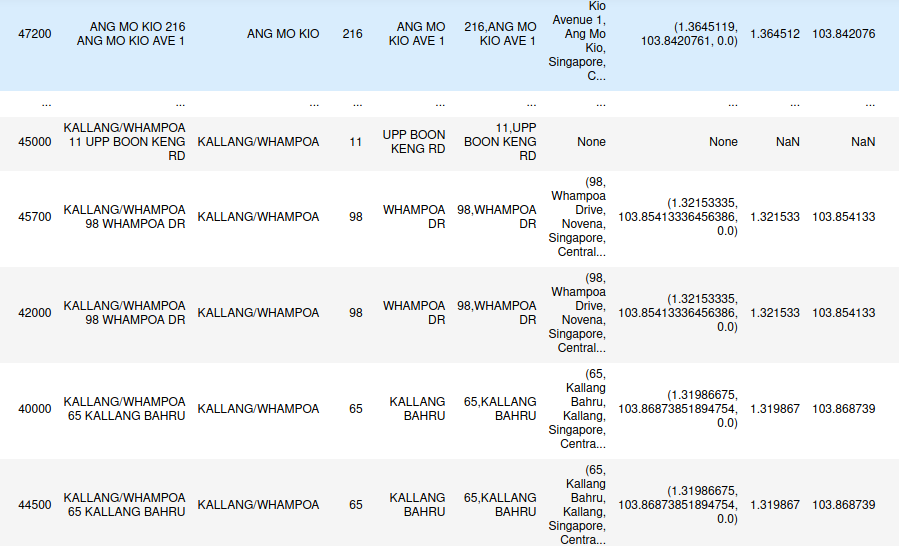 Kio
Avenue 1,
47200 ANG MO KIO 216 ANG MO KIO 216 ANG MO 216,ANG MO Ang Mo (1.3645119, 1.364512 103.842076
ANG MO KIO AVE 1 KIO AVE 1 KIO AVE 1 Kio, 103.8420761, 0.0)
Singapore,
C...
... ... ... ... ... ... ... ... ... ...
KALLANG/WHAMPOA 11,UPP
45000 11 UPP BOON KENG KALLANG/WHAMPOA 11 UPP BOON BOON KENG None None NaN NaN
RD KENG RD RD
(98,
Whampoa (1.32153335,
45700 KALLANG/WHAMPOA KALLANG/WHAMPOA 98 WHAMPOA 98,WHAMPOA Drive, 103.85413336456386, 1.321533 103.854133
98 WHAMPOA DR DR DR Novena, 0.0)
Singapore,
Central...
(98,
Whampoa (1.32153335,
42000 KALLANG/WHAMPOA KALLANG/WHAMPOA 98 WHAMPOA 98,WHAMPOA Drive, 103.85413336456386, 1.321533 103.854133
98 WHAMPOA DR DR DR Novena, 0.0)
Singapore,
Central...
(65,
Kallang (1.31986675,
40000 KALLANG/WHAMPOA KALLANG/WHAMPOA 65 KALLANG 65,KALLANG Bahru, 103.86873851894754, 1.319867 103.868739
65 KALLANG BAHRU BAHRU BAHRU Kallang, 0.0)
Singapore,
Centra...
(65,
Kallang (1.31986675,
44500 KALLANG/WHAMPOA KALLANG/WHAMPOA 65 KALLANG 65,KALLANG Bahru, 103.86873851894754, 1.319867 103.868739
65 KALLANG BAHRU BAHRU BAHRU Kallang, 0.0)
Singapore,
Centra...